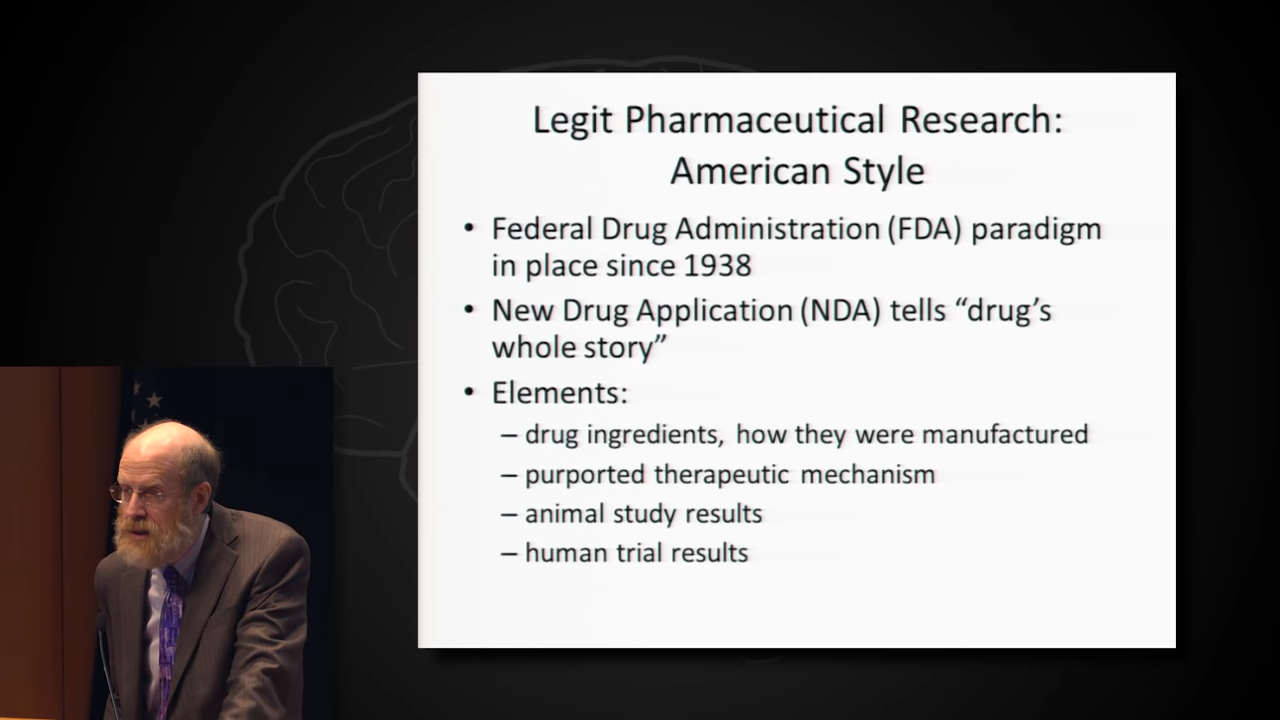 Legit Pharmaceutical Research:
American Style
• Federal Drug Administration (FDA) paradigm
in place since 1938
• New Drug Application (NDA) tells “drug’s
whole story”
• Elements:
– drug ingredients, how they were manufactured
– purported therapeutic mechanism
– animal study results
– human trial results